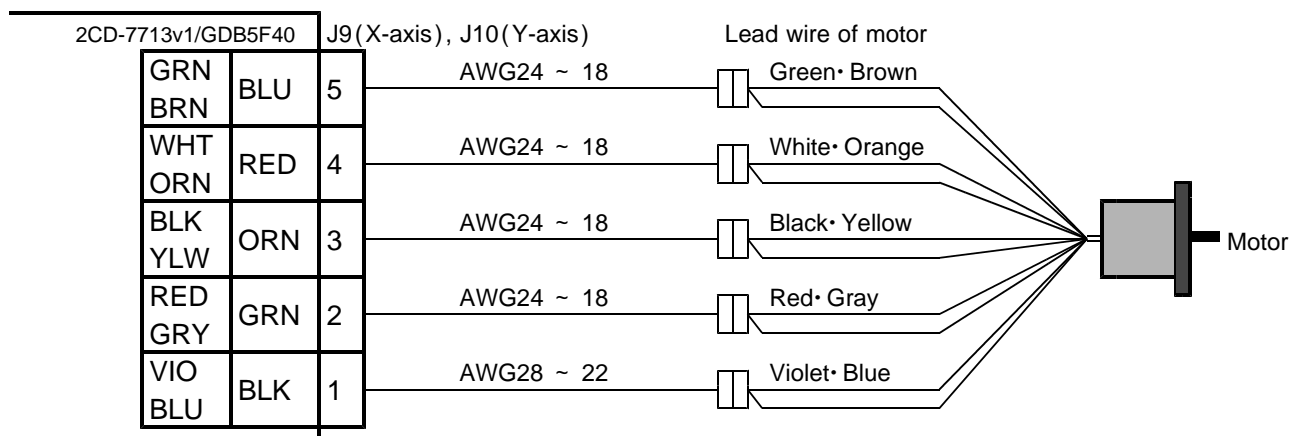 2CD-7713v1/GDB5F40 J9(X-axis), J10(Y-axis) Lead wire of motor
GRN BRN BLU 5 AWG24 ~ 18 Green・Brown
WHT ORN RED 4 AWG24 ~ 18 White・Orange
BLK YLW ORN 3 AWG24 ~ 18 Black・Yellow
Motor
RED GRY GRN 2 AWG24 ~ 18 Red・Gray
VIO BLU BLK 1 AWG28 ~ 22 Violet・Blue